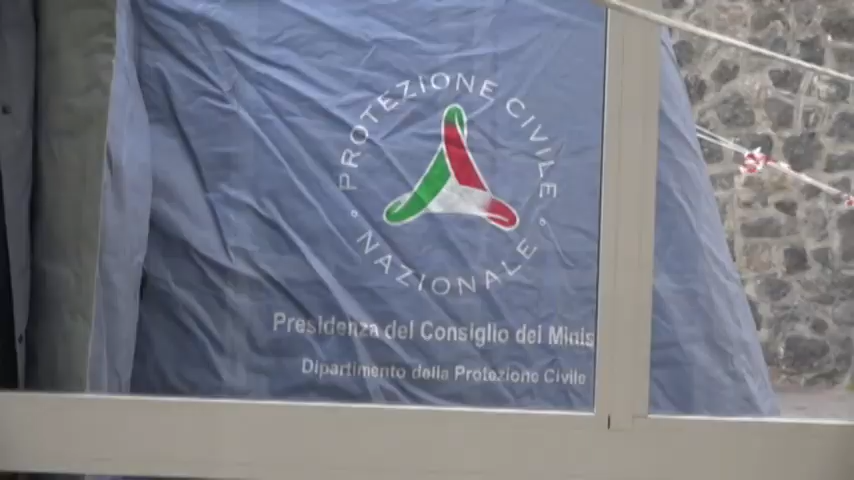 PROTEZIONE CIVILE
NAZIONALE
Presidenza del Consiglio dei Minis
Dipartimento della Protezione Civile